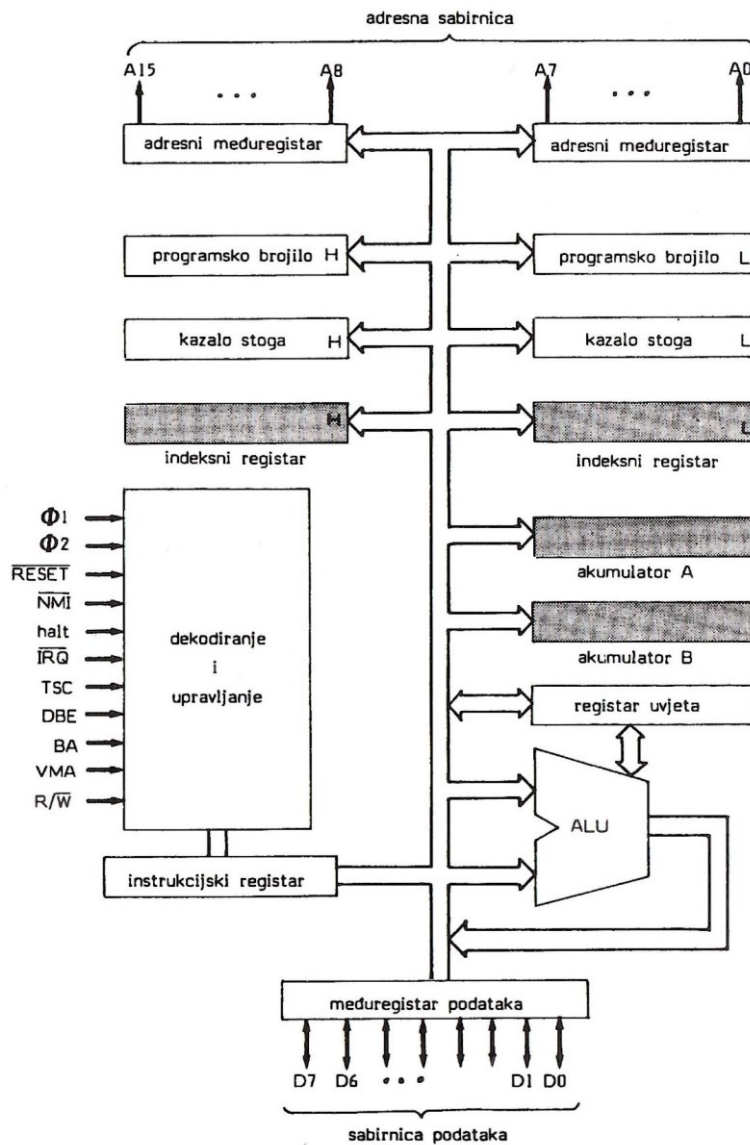 adresna sabirnica
A15 ... A8 A7 ... A0
adresni međuregistar adresni međuregistar
programsko brojilo H programsko brojilo L
kazalo stoga H kazalo stoga L
H L
indeksni registar indeksni registar
Φ1
Φ2
RESET
NMI
halt
IRQ
TSC
DBE
BA
VMA
R/W
dekodiranje
i
upravljanje
akumulator A
akumulator B
registar uvjeta
ALU
instrukcijski registar
međuregistar podataka
D7 D6 ... D1 D0
sabirnica podataka